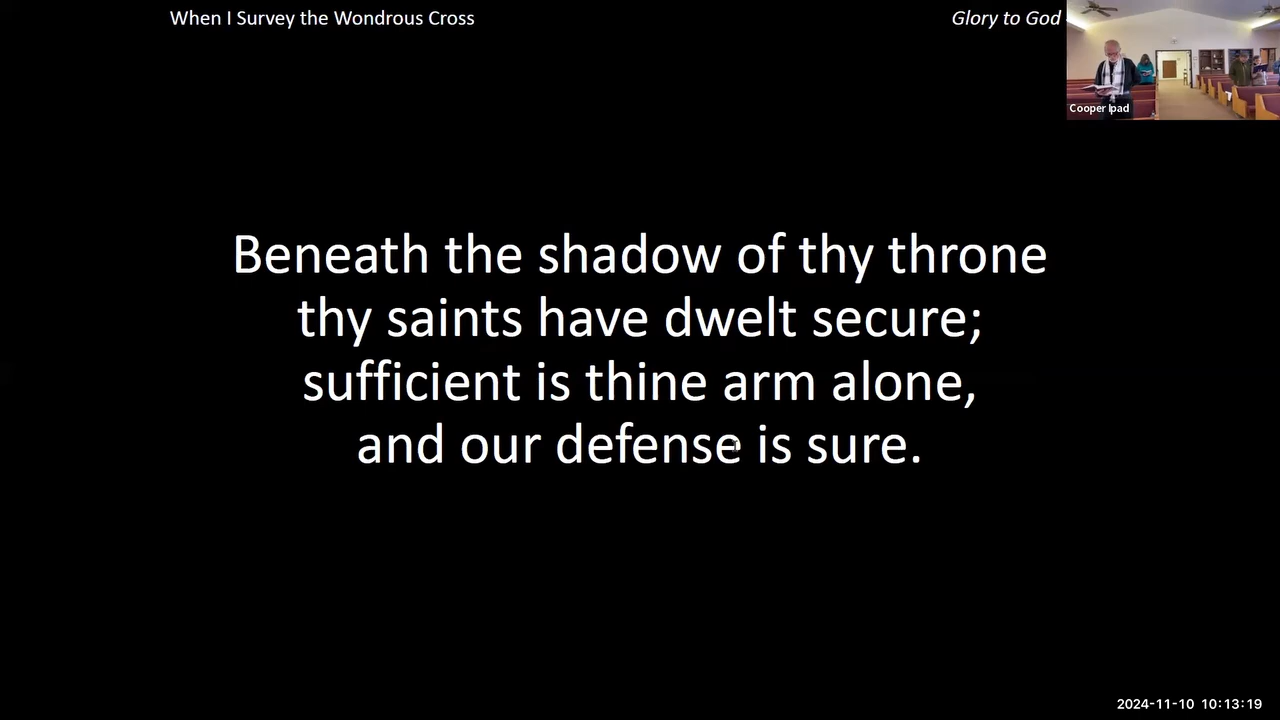 When I Survey the Wondrous Cross
Glory to God
Cooper Ipad
Beneath the shadow of thy throne
thy saints have dwelt secure;
sufficient is thine arm alone,
and our defense is sure.
2024-11-10 10:13:19